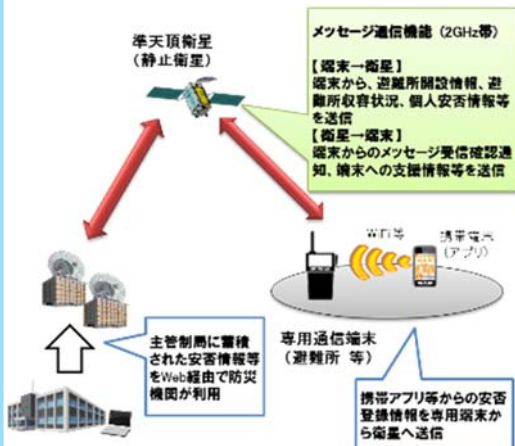 準天頂衛星
(静止衛星)
メッセージ通信機能（2GHz帯）
【端末→衛星】
端末から、避難所開設情報、避
難所収容状況、個人安否情報等
を送信
【衛星→端末】
端末からのメッセージ受信確認通
知、端末への支援情報等を送信
WiFi等
携帯端末
(アプリ)
専用通信端末
(避難所 等)
主管制局に蓄積
された安否情報等
をWeb経由で防災
機関が利用
携帯アプリ等からの安否
登録情報を専用端末か
ら衛星へ送信